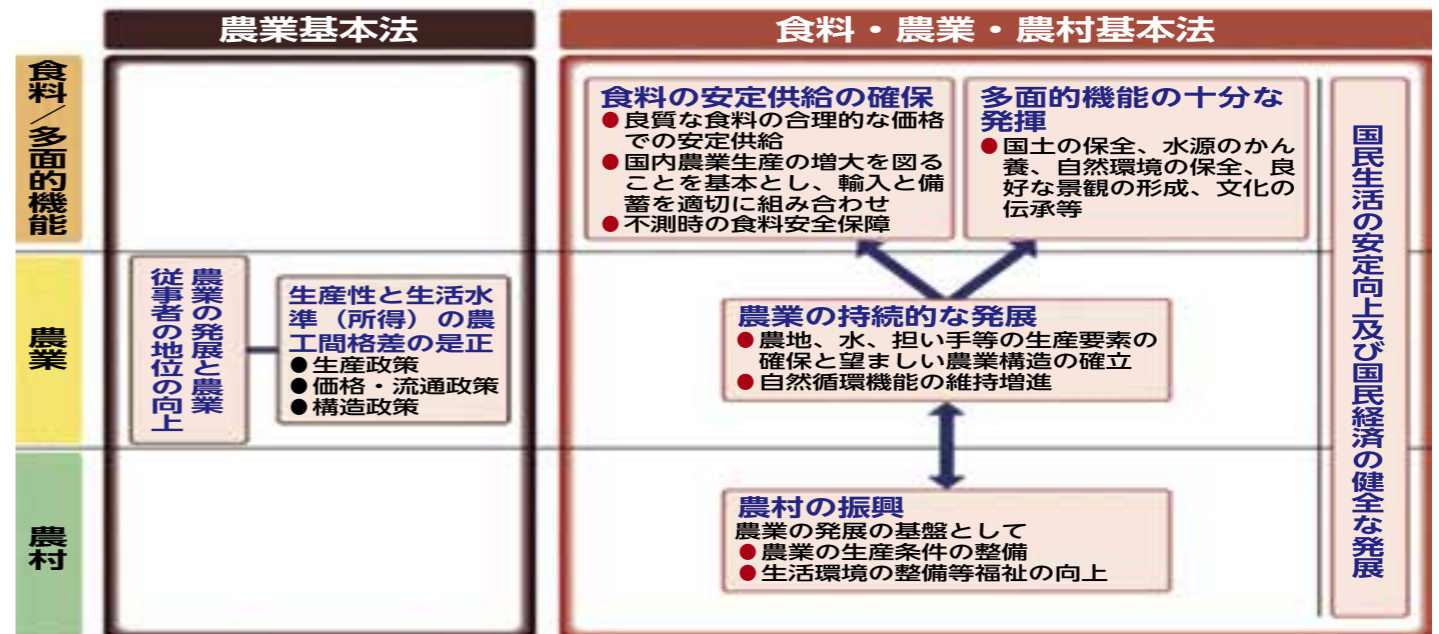 農業基本法
食料・農業・農村基本法
食料／多面的機能
農業
農村
農業の発展と農業
従事者の地位の向上
生産性と生活水
準（所得）の農
工間格差の是正
●生産政策
●価格・流通政策
●構造政策
食料の安定供給の確保
●良質な食料の合理的な価格
での安定供給
●国内農業生産の増大を図る
ことを基本とし、輸入と備
蓄を適切に組み合わせ
●不測時の食料安全保障
多面的機能の十分な
発揮
●国土の保全、水源のかん
養、自然環境の保全、良
好な景観の形成、文化の
伝承等
農業の持続的な発展
●農地、水、担い手等の生産要素の
確保と望ましい農業構造の確立
●自然循環機能の維持増進
農村の振興
農業の発展の基盤として
●農業の生産条件の整備
●生活環境の整備等福祉の向上
国民生活の安定向上及び国民経済の健全な発展